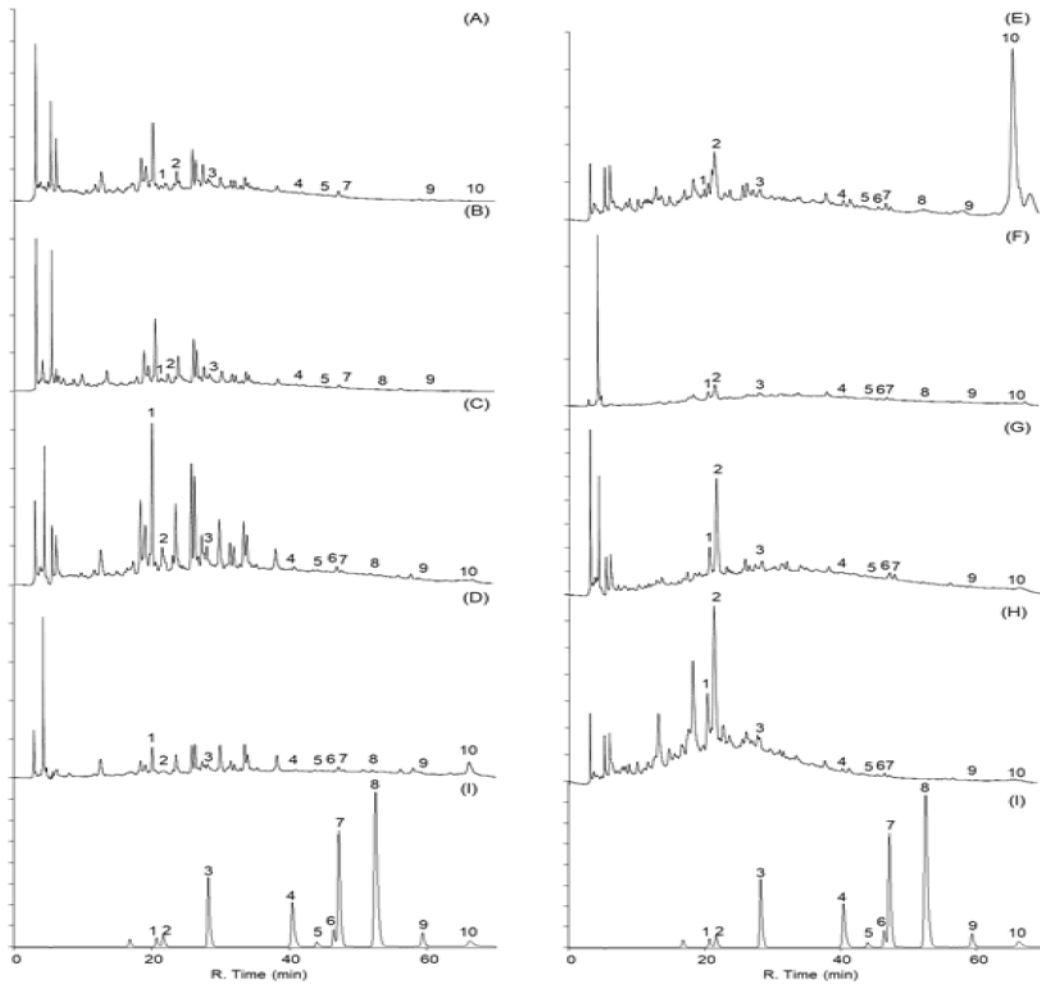 (A)
1 2 3 4 5 7 9 10
(B)
1 2 3 4 5 7 8 9
(C)
1 2 3 4 5 6 7 8 9 10
(D)
1 2 3 4 5 6 7 8 9 10
(I)
1 2 3 4 5 6 7 8 9 10
20 40 60
R. Time (min)
(E)
1 2 3 4 5 6 7 8 9 10
(F)
1 2 3 4 5 6 7 8 9 10
(G)
1 2 3 4 5 6 7 9 10
(H)
1 2 3 4 5 6 7 9 10
(I)
1 2 3 4 5 6 7 8 9 10
0 20 40 60
R. Time (min)